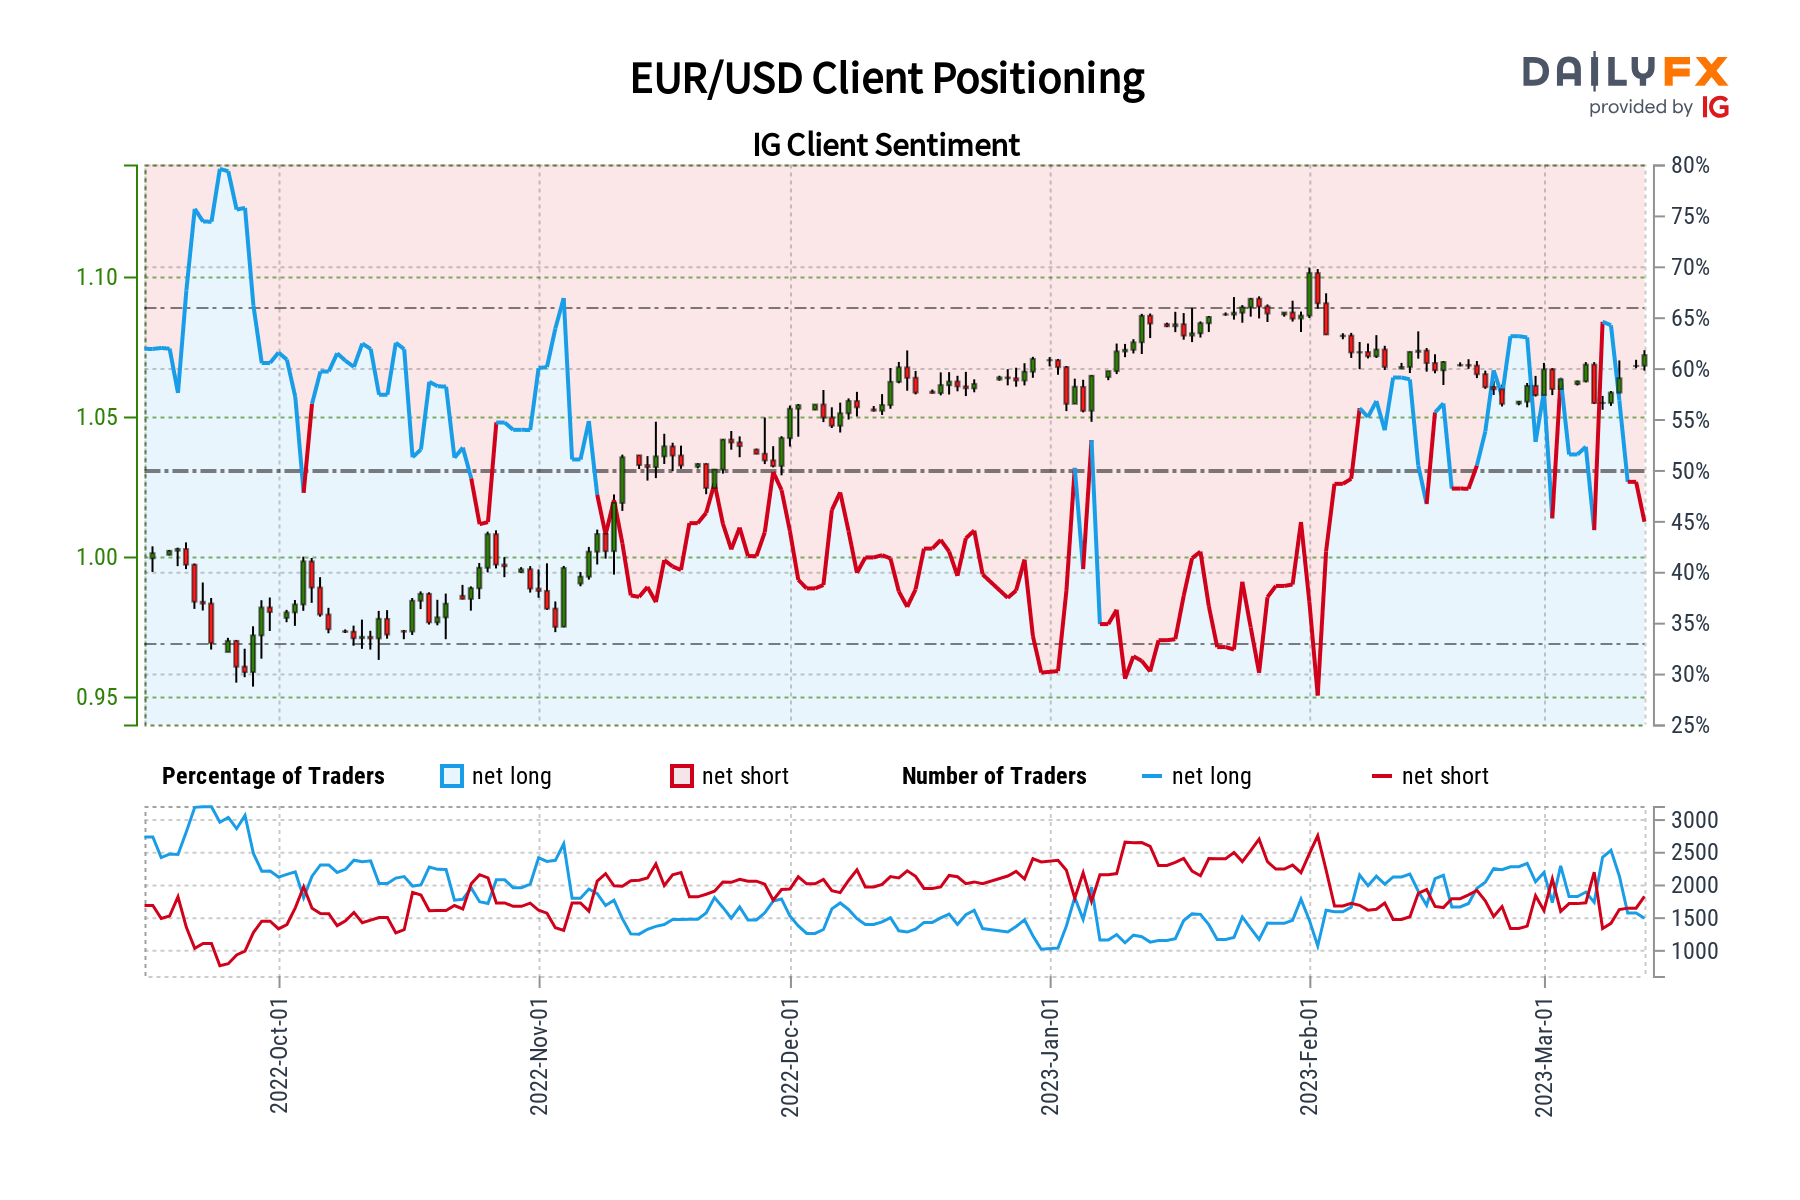 EUR/USD Client Positioning
DAILYFX
provided by IG
IG Client Sentiment
1.10
1.05
1.00
0.95
80%
75%
70%
65%
60%
55%
50%
45%
40%
35%
30%
25%
Percentage of Traders net long net short Number of Traders net long net short
3000
2500
2000
1500
1000
2022-Oct-01
2022-Nov-01
2022-Dec-01
2023-Jan-01
2023-Feb-01
2023-Mar-01